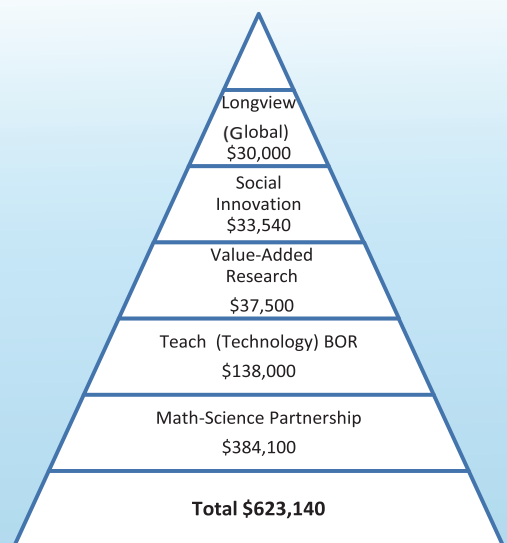 Longview
(Global)
$30,000
Social
Innovation
$33,540
Value-Added
Research
$37,500
Teach  (Technology) BOR
$138,000
Math-Science Partnership
$384,100
Total $623,140